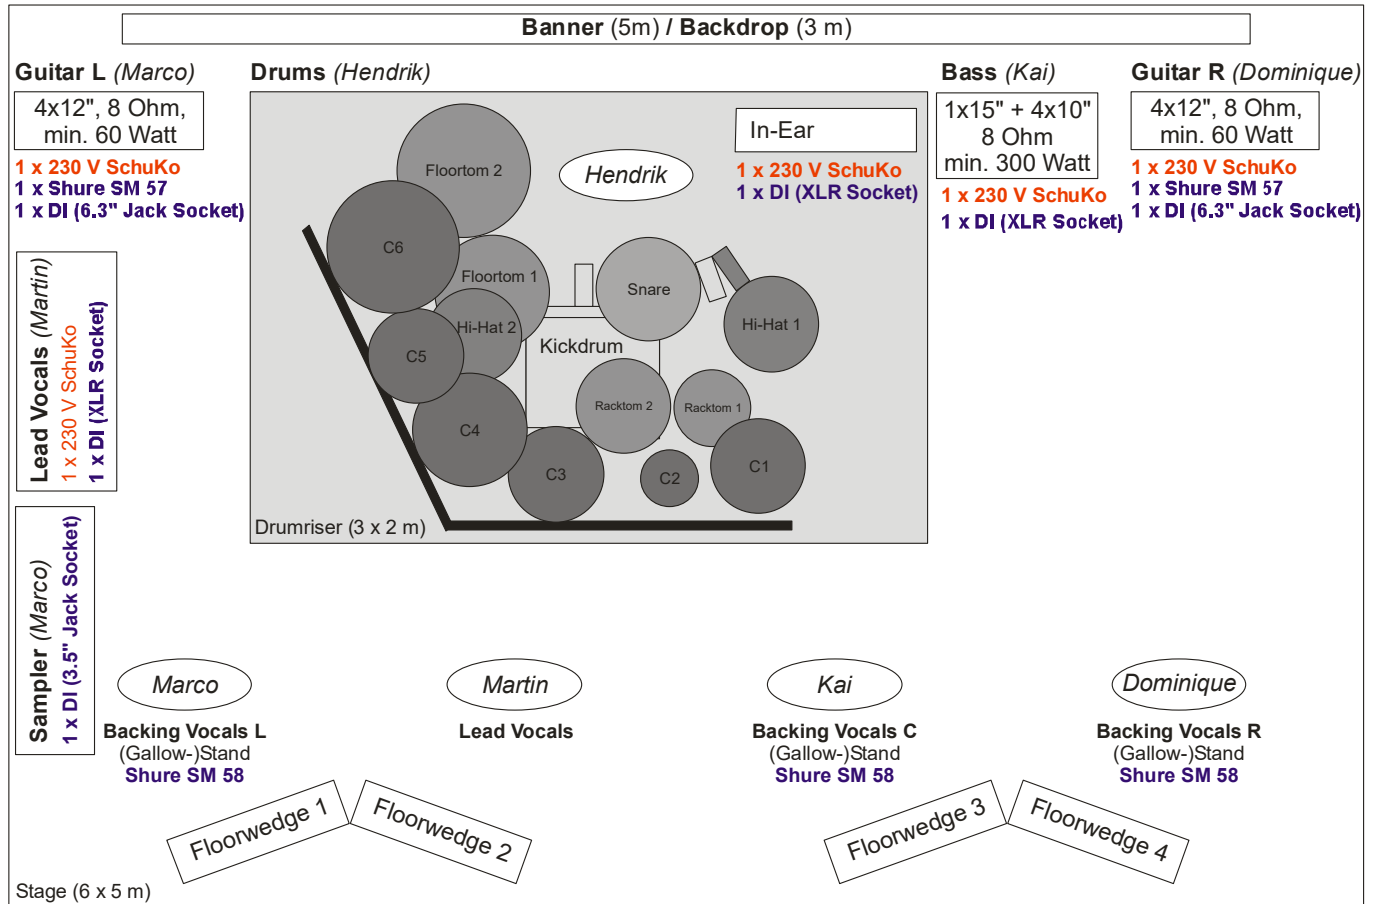 Banner (5m) / Backdrop (3 m)
Guitar L (Marco)
4x12", 8 Ohm,
min. 60 Watt
1 x 230 V SchuKo
1 x Shure SM 57
1 x DI (6.3" Jack Socket)
Drums (Hendrik)
In-Ear
1 x 230 V SchuKo
1 x DI (XLR Socket)
Hendrik
Floortom 2
C6
Floortom 1
Snare
Hi-Hat 1
Hi-Hat 2
C5
Kickdrum
Racktom 2
Racktom 1
C4
C3
C2
C1
Drumriser (3 x 2 m)
Bass (Kai)
1x15" + 4x10"
8 Ohm
min. 300 Watt
1 x 230 V SchuKo
1 x DI (XLR Socket)
Guitar R (Dominique)
4x12", 8 Ohm,
min. 60 Watt
1 x 230 V SchuKo
1 x Shure SM 57
1 x DI (6.3" Jack Socket)
Lead Vocals (Martin)
1 x 230 V SchuKo
1 x DI (XLR Socket)
Sampler (Marco)
1 x DI (3.5" Jack Socket)
Marco
Backing Vocals L
(Gallow-)Stand
Shure SM 58
Martin
Lead Vocals
Kai
Backing Vocals C
(Gallow-)Stand
Shure SM 58
Dominique
Backing Vocals R
(Gallow-)Stand
Shure SM 58
Floorwedge 1
Floorwedge 2
Floorwedge 3
Floorwedge 4
Stage (6 x 5 m)